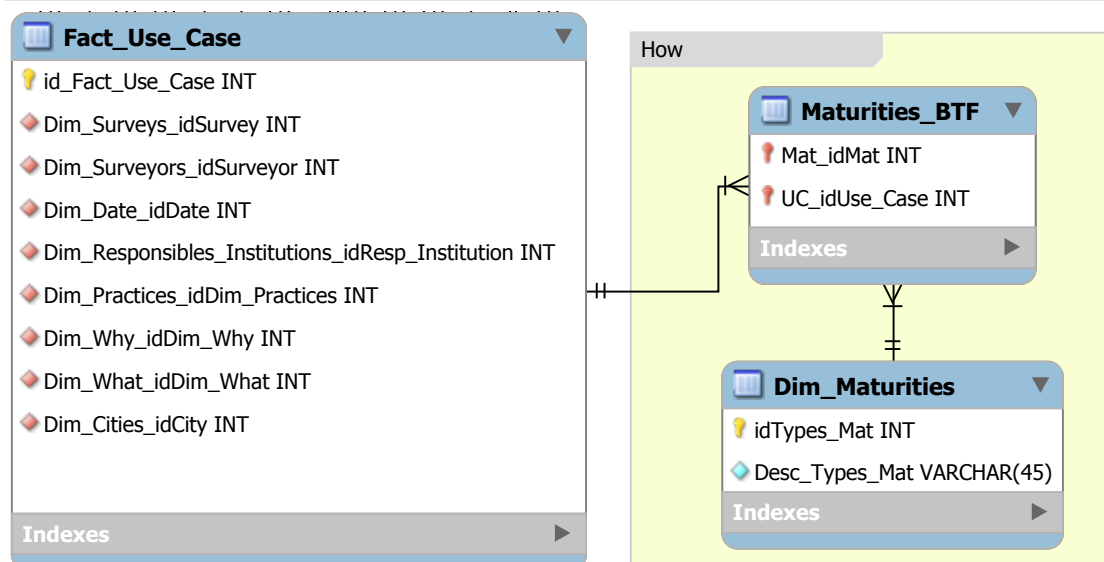 Fact_Use_Case
id_Fact_Use_Case INT
Dim_Surveys_idSurvey INT
Dim_Surveyors_idSurveyor INT
Dim_Date_idDate INT
Dim_Responsibles_Institutions_idResp_Institution INT
Dim_Practices_idDim_Practices INT
Dim_Why_idDim_Why INT
Dim_What_idDim_What INT
Dim_Cities_idCity INT
Indexes
How
Maturities_BTF
Mat_idMat INT
UC_idUse_Case INT
Indexes
Dim_Maturities
idTypes_Mat INT
Desc_Types_Mat VARCHAR(45)
Indexes